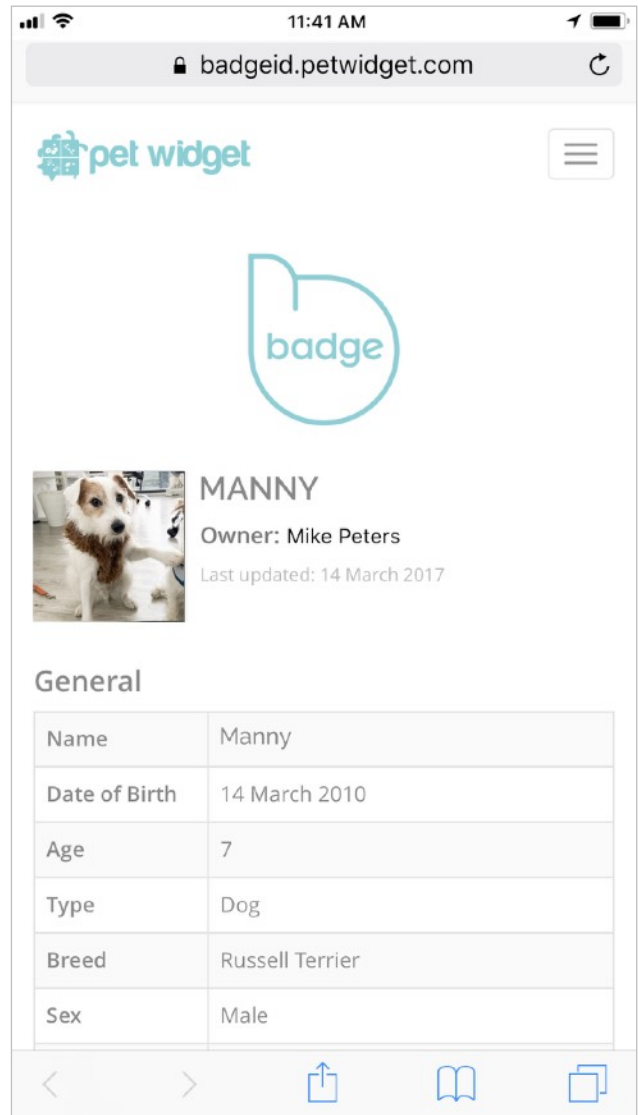 11:41 AM
badgeid.petwidget.com
pet widget
badge
MANNY
Owner: Mike Peters
Last updated: 14 March 2017
General
Name Manny
Date of Birth 14 March 2010
Age 7
Type Dog
Breed Russell Terrier
Sex Male